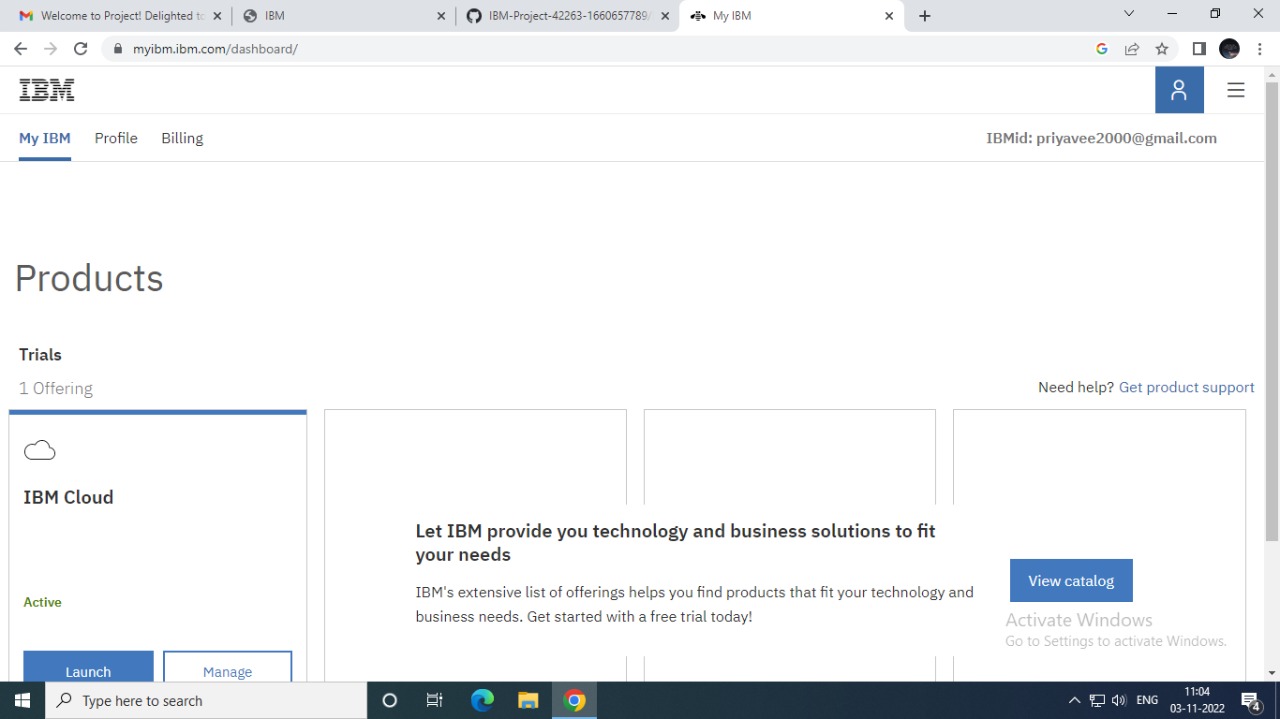 Welcome to Project! Delighted to
IBM
IBM-Project-42263-1660657789/
My IBM
myibm.ibm.com/dashboard/
IBM
My IBM
Profile
Billing
IBMid: priyavee2000@gmail.com
Products
Trials
1 Offering
Need help? Get product support
IBM Cloud
Active
Launch
Manage
Let IBM provide you technology and business solutions to fit
your needs
IBM's extensive list of offerings helps you find products that fit your technology and
business needs. Get started with a free trial today!
View catalog
Activate Windows
Go to Settings to activate Windows.
Type here to search
ENG
11:04
03-11-2022
4